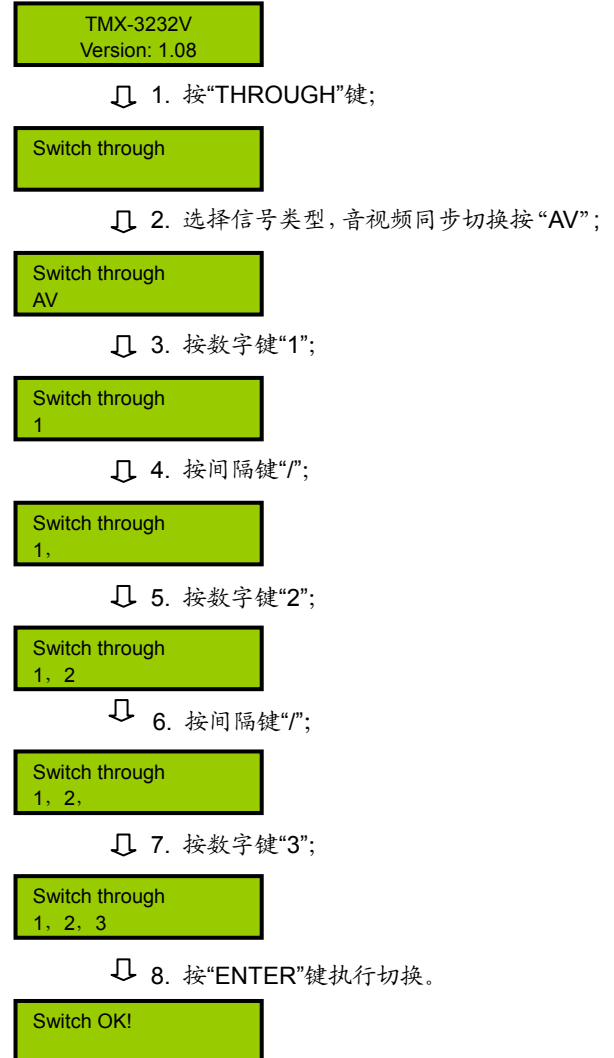 TMX-3232V
Version: 1.08
1. 按“THROUGH”键;
Switch through
2. 选择信号类型，音视频同步切换按“AV”;
Switch through
AV
3. 按数字键“1”;
Switch through
1
4. 按间隔键“/”;
Switch through
1，
5. 按数字键“2”;
Switch through
1，2
6. 按间隔键“/”;
Switch through
1，2，
7. 按数字键“3”;
Switch through
1，2，3
8. 按“ENTER”键执行切换。
Switch OK!